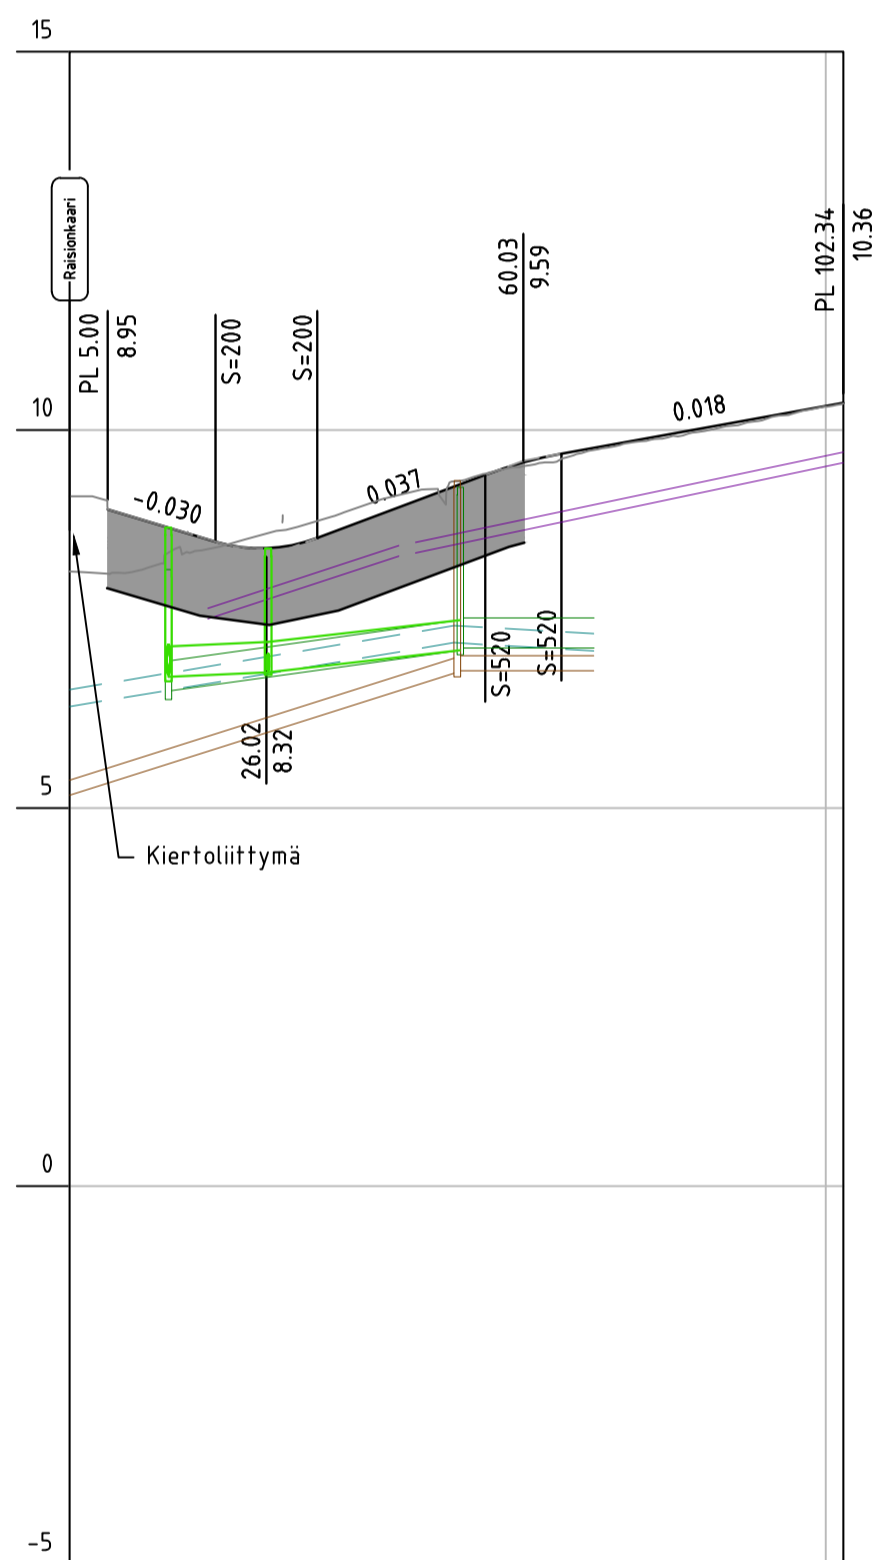 15
Raisionkaari
PL 102.34
10.36
60.03
9.59
PL 5.00
8.95
S=200
S=200
10
0.018
-0.030
0.037
S=520
S=520
26.02
8.32
5
Kiertoliittymä
0
-5